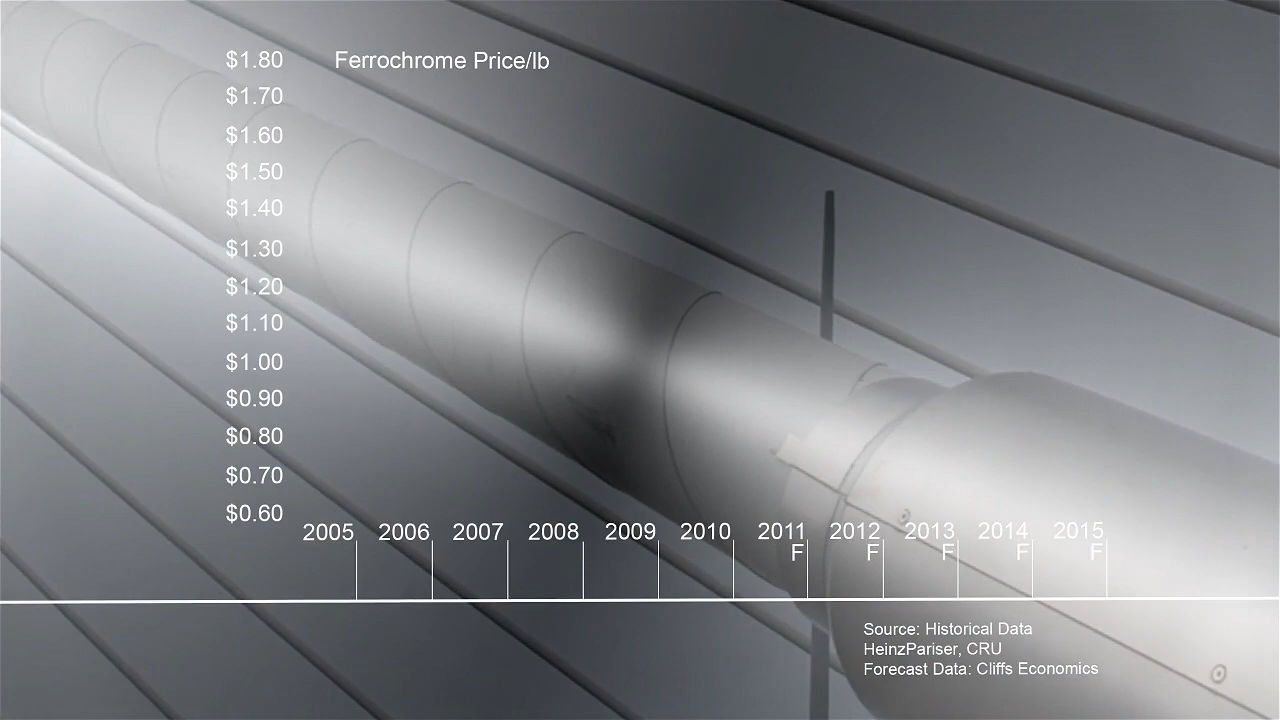 $1.80 Ferrochrome Price/lb
$1.70
$1.60
$1.50
$1.40
$1.30
$1.20
$1.10
$1.00
$0.90
$0.80
$0.70
$0.60
2005 2006 2007 2008 2009 2010 2011 F 2012 F 2013 F 2014 F 2015 F
Source: Historical Data
HeinzPariser, CRU
Forecast Data: Cliffs Economics